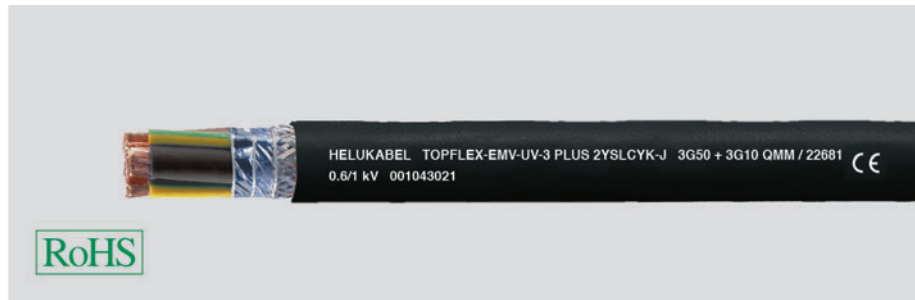 HELUKABEL TOPFLEX-EMV-UV-3 PLUS 2YSLCYK-J 3G50 + 3G10 QMM / 22681 CE
0.6/1 kV 001043021
RoHS